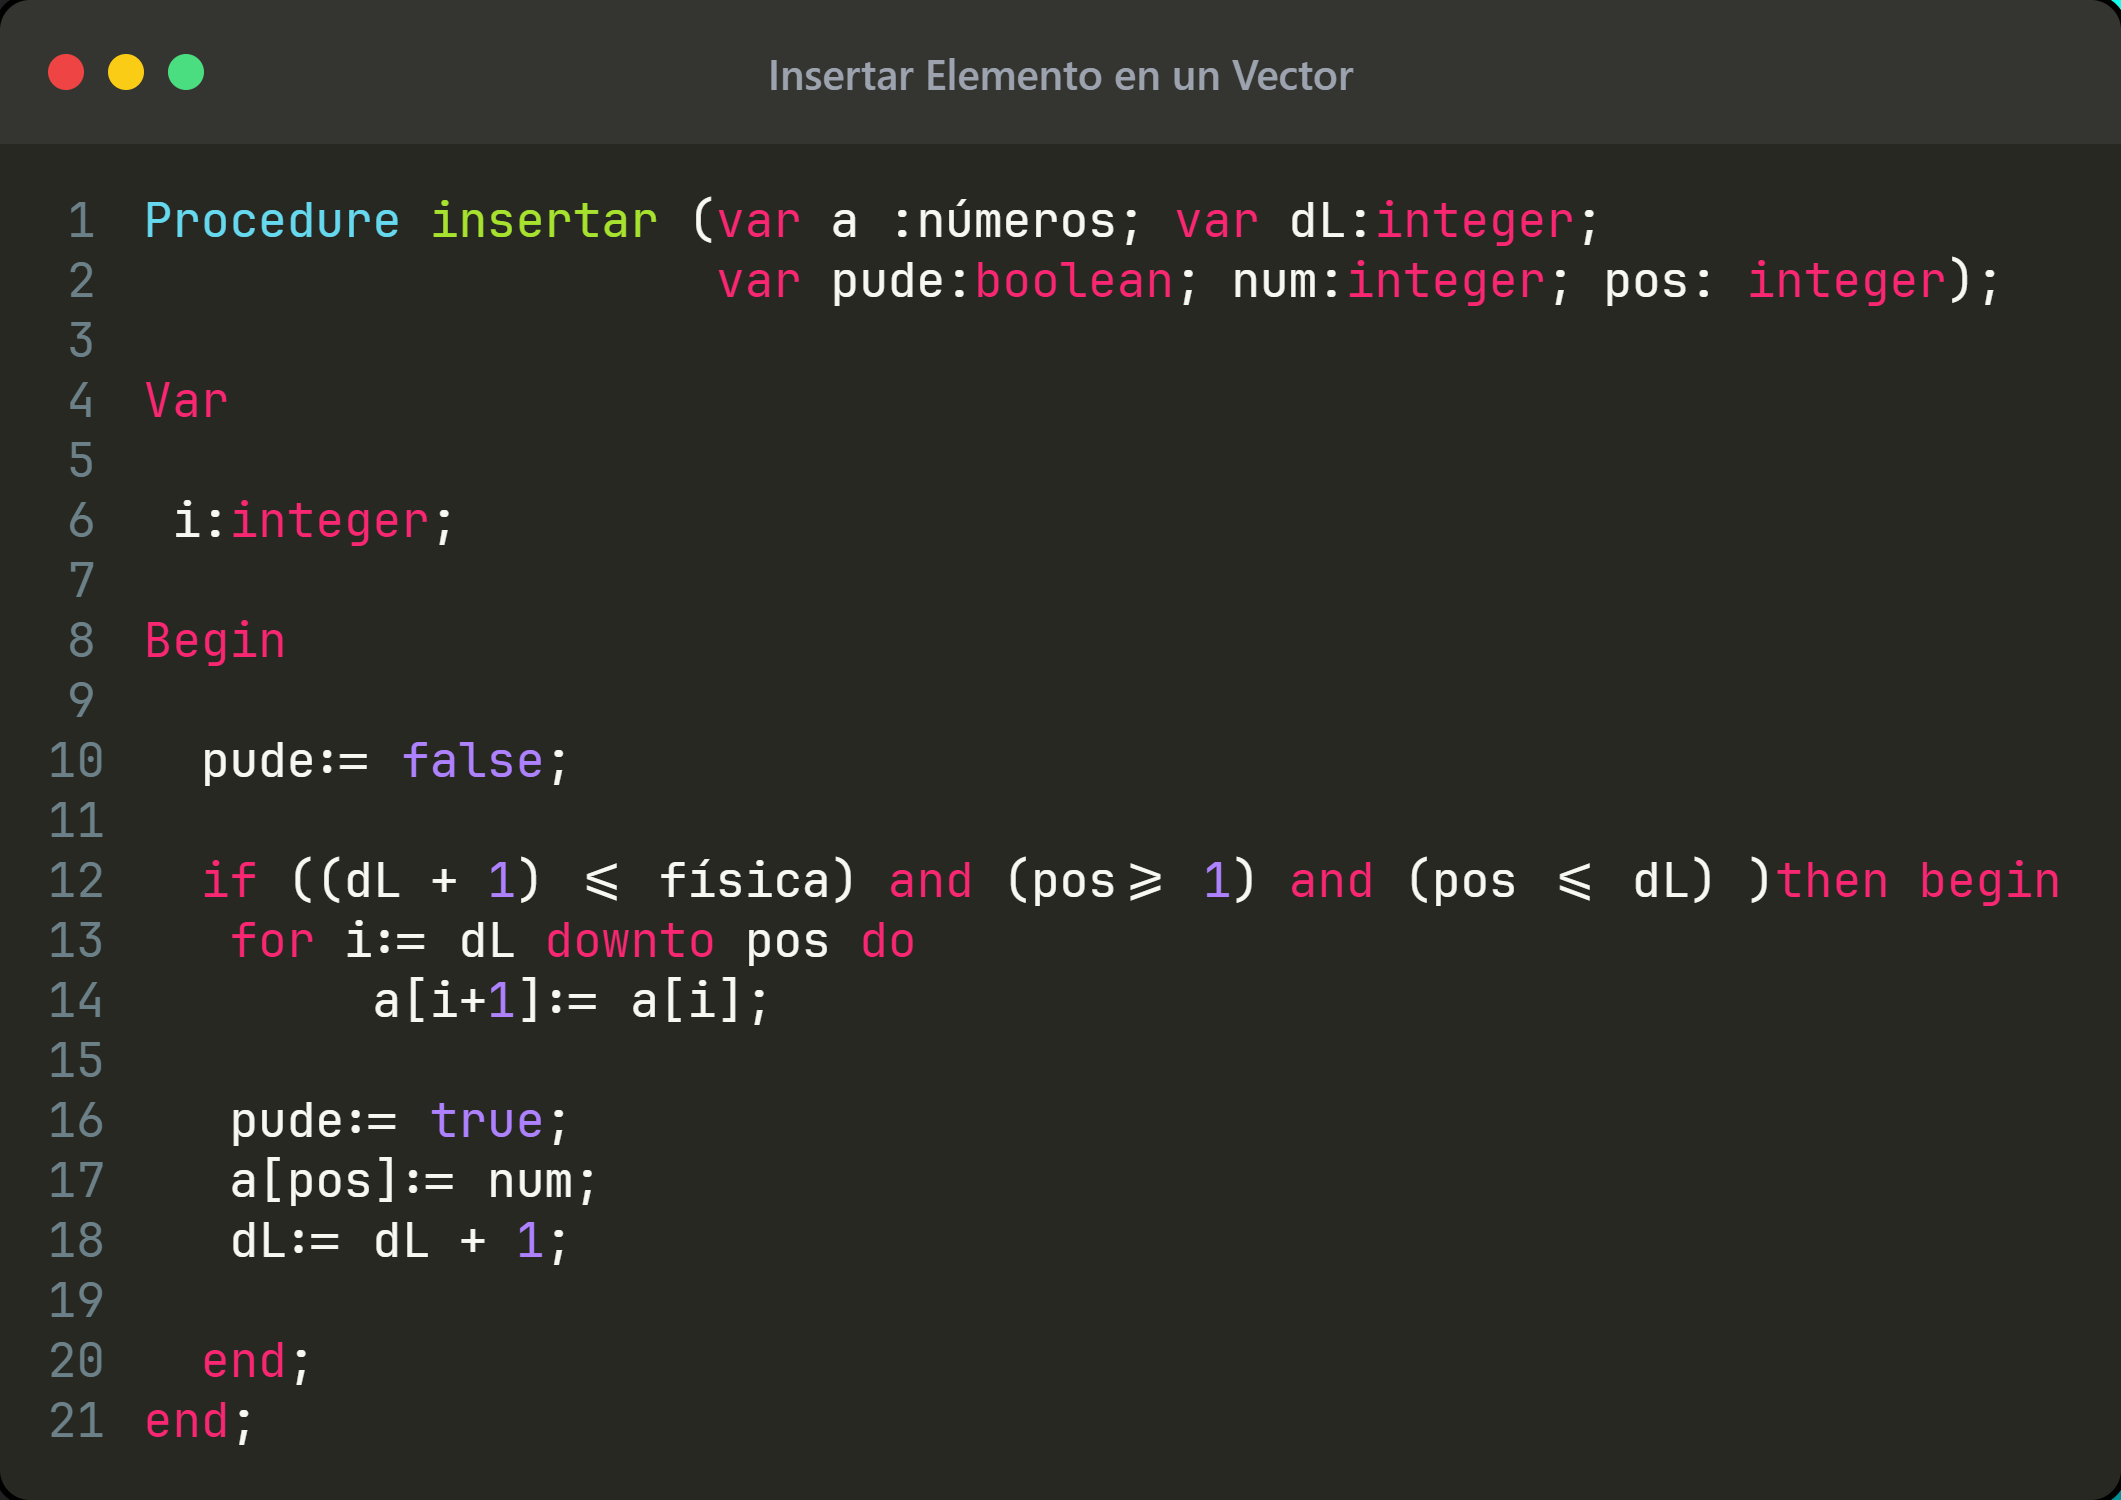 Insertar Elemento en un Vector
1 Procedure insertar (var a :números; var dL:integer;
2 var pude:boolean; num:integer; pos: integer);
3
4 Var
5
6 i:integer;
7
8 Begin
9
10 pude:= false;
11
12 if ((dL + 1) <= física) and (pos>= 1) and (pos <= dL) )then begin
13 for i:= dL downto pos do
14 a[i+1]:= a[i];
15
16 pude:= true;
17 a[pos]:= num;
18 dL:= dL + 1;
19
20 end;
21 end;